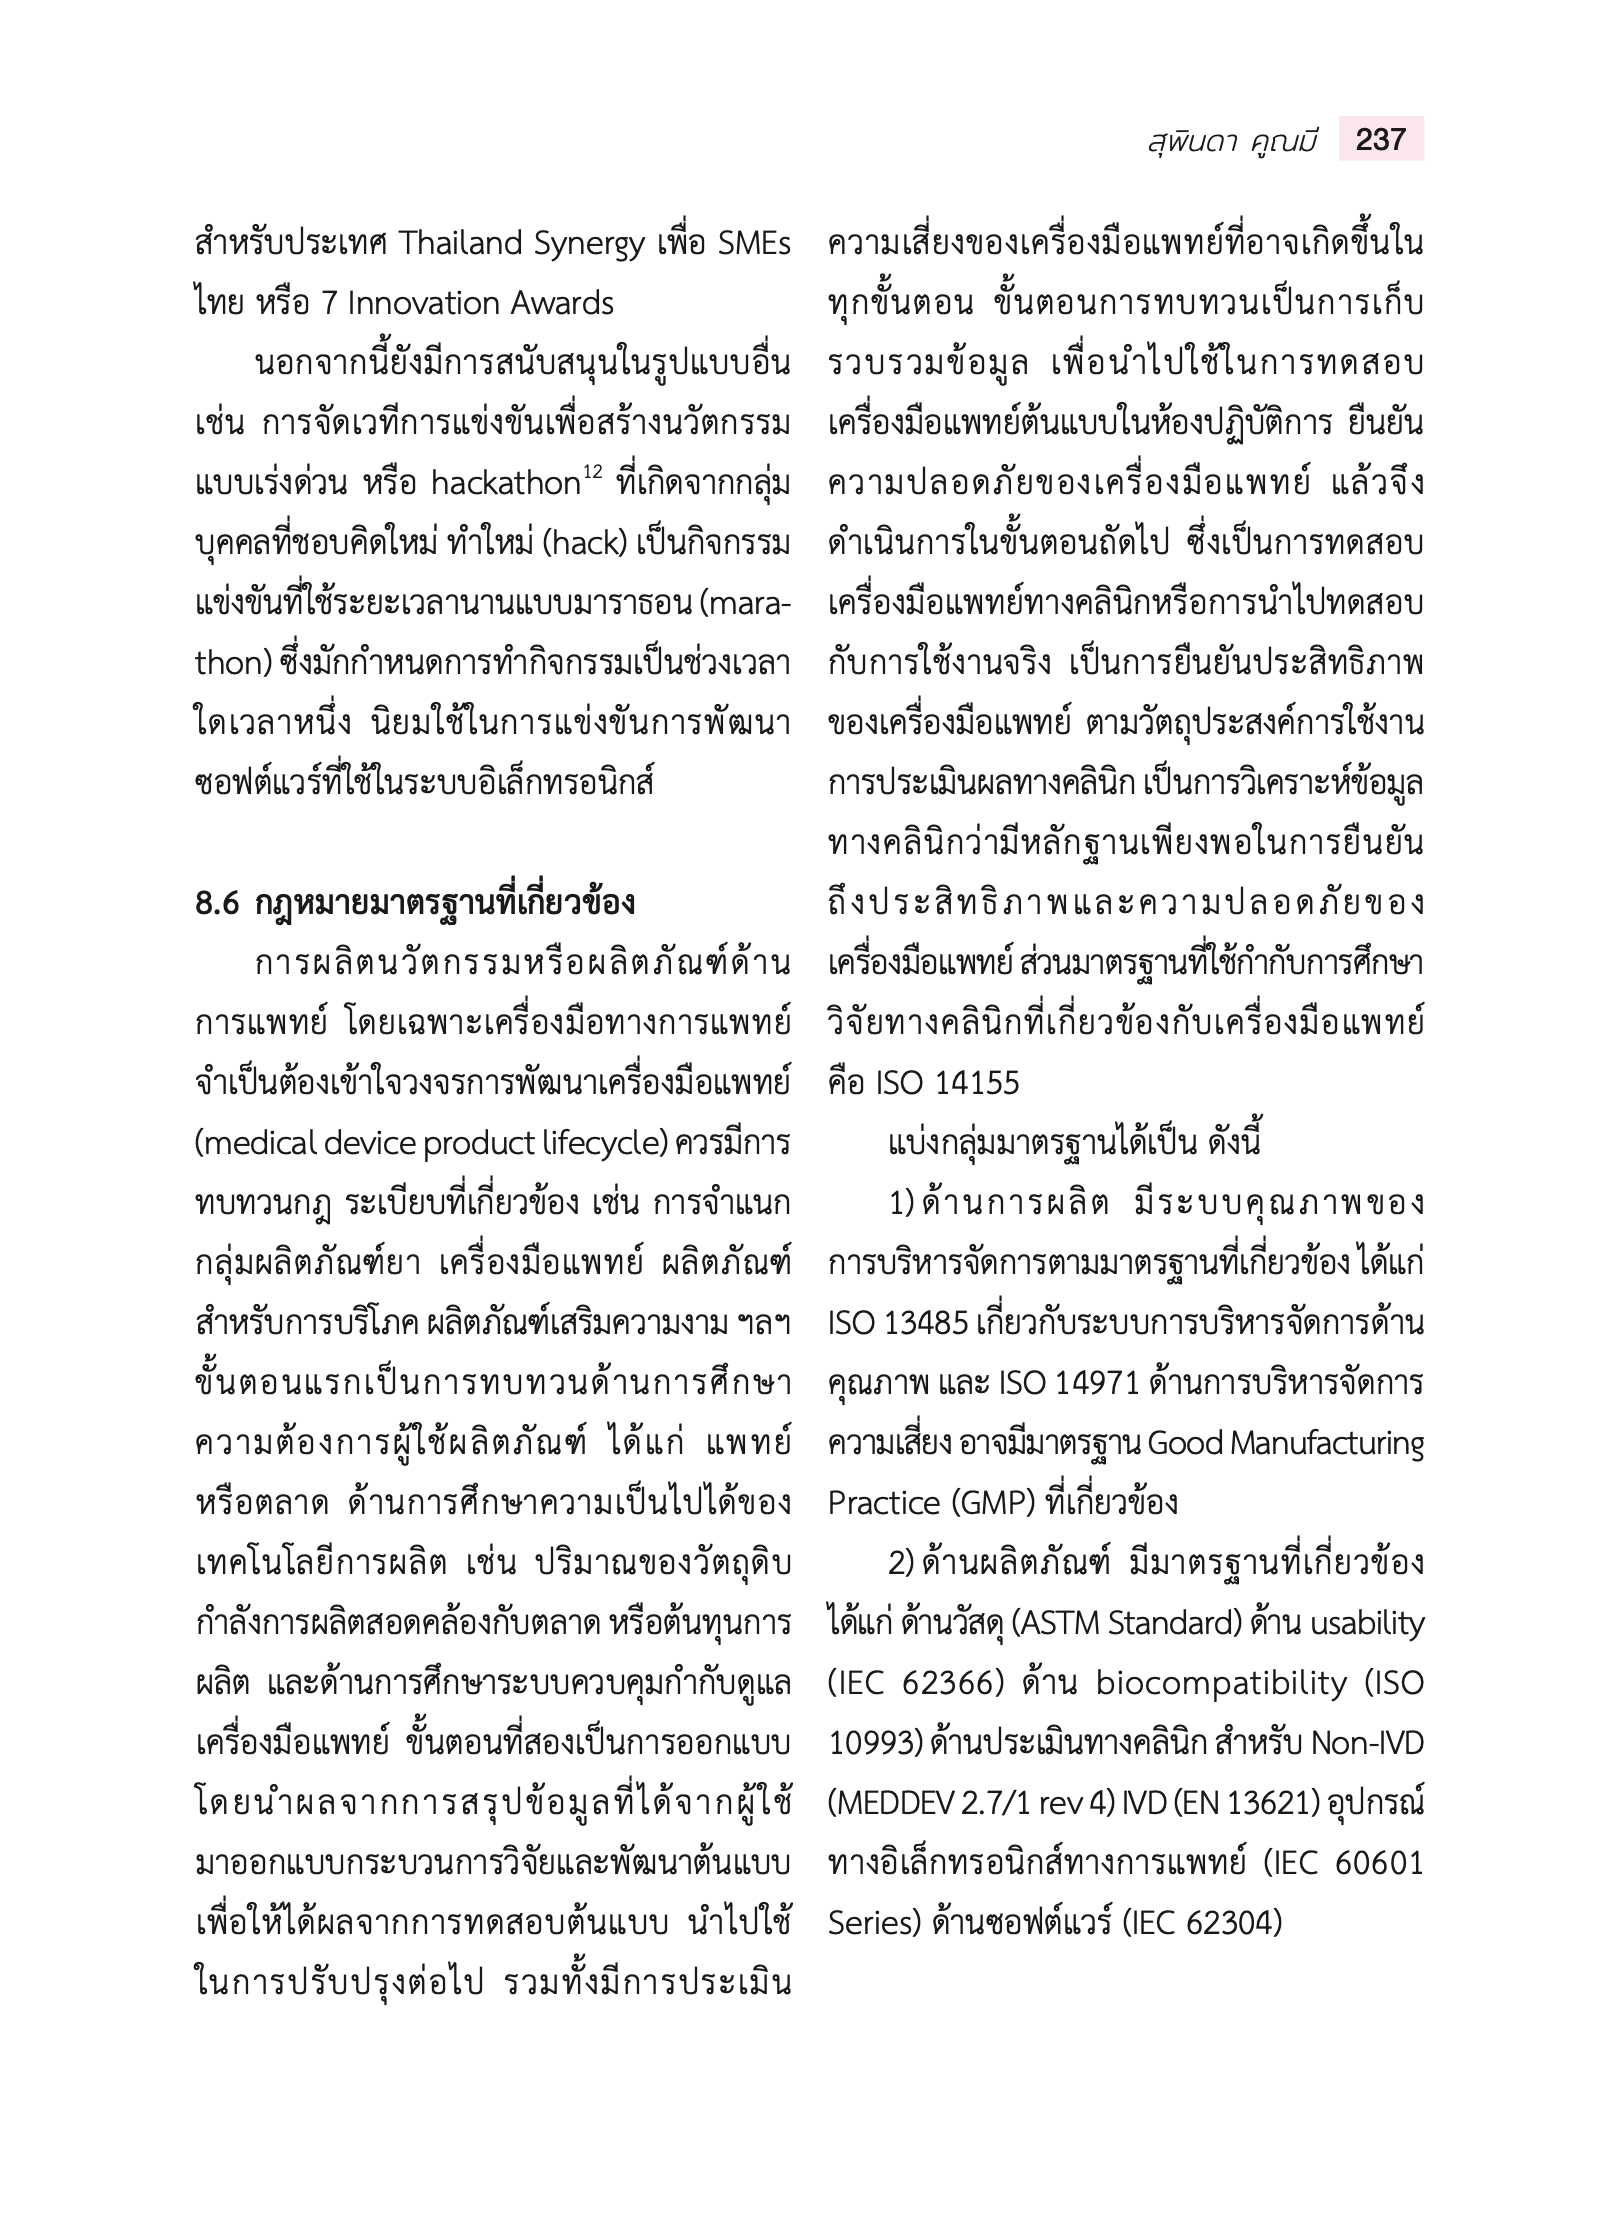 สุพินดา คูณมี 237
สำหรับประเทศ Thailand Synergy เพื่อ SMEs
ไทย หรือ 7 Innovation Awards
นอกจากนี้ยังมีการสนับสนุนในรูปแบบอื่น
เช่น การจัดเวทีการแข่งขันเพื่อสร้างนวัตกรรม
แบบเร่งด่วน หรือ hackathon12 ที่เกิดจากกลุ่ม
บุคคลที่ชอบคิดใหม่ ทำใหม่ (hack) เป็นกิจกรรม
แข่งขันที่ใช้ระยะเวลานานแบบมาราธอน (mara-
thon) ซึ่งมักกำหนดการทำกิจกรรมเป็นช่วงเวลา
ใดเวลาหนึ่ง นิยมใช้ในการแข่งขันการพัฒนา
ซอฟต์แวร์ที่ใช้ในระบบอิเล็กทรอนิกส์
8.6 กฎหมายมาตรฐานที่เกี่ยวข้อง
การผลิตนวัตกรรมหรือผลิตภัณฑ์ด้าน
การแพทย์ โดยเฉพาะเครื่องมือทางการแพทย์
จำเป็นต้องเข้าใจวงจรการพัฒนาเครื่องมือแพทย์
(medical device product lifecycle) ควรมีการ
ทบทวนกฎ ระเบียบที่เกี่ยวข้อง เช่น การจำแนก
กลุ่มผลิตภัณฑ์ยา เครื่องมือแพทย์ ผลิตภัณฑ์
สำหรับการบริโภค ผลิตภัณฑ์เสริมความงาม ฯลฯ
ขั้นตอนแรกเป็นการทบทวนด้านการศึกษา
ความต้องการผู้ใช้ผลิตภัณฑ์ ได้แก่ แพทย์
หรือตลาด ด้านการศึกษาความเป็นไปได้ของ
เทคโนโลยีการผลิต เช่น ปริมาณของวัตถุดิบ
กำลังการผลิตสอดคล้องกับตลาด หรือต้นทุนการ
ผลิต และด้านการศึกษาระบบควบคุมกำกับดูแล
เครื่องมือแพทย์ ขั้นตอนที่สองเป็นการออกแบบ
โดยนำผลจากการสรุปข้อมูลที่ได้จากผู้ใช้
มาออกแบบกระบวนการวิจัยและพัฒนาต้นแบบ
เพื่อให้ได้ผลจากการทดสอบต้นแบบ นำไปใช้
ในการปรับปรุงต่อไป รวมทั้งมีการประเมิน
ความเสี่ยงของเครื่องมือแพทย์ที่อาจเกิดขึ้นใน
ทุกขั้นตอน ขั้นตอนการทบทวนเป็นการเก็บ
รวบรวมข้อมูล เพื่อนำไปใช้ในการทดสอบ
เครื่องมือแพทย์ต้นแบบในห้องปฏิบัติการ ยืนยัน
ความปลอดภัยของเครื่องมือแพทย์ แล้วจึง
ดำเนินการในขั้นตอนถัดไป ซึ่งเป็นการทดสอบ
เครื่องมือแพทย์ทางคลินิกหรือการนำไปทดสอบ
กับการใช้งานจริง เป็นการยืนยันประสิทธิภาพ
ของเครื่องมือแพทย์ ตามวัตถุประสงค์การใช้งาน
การประเมินผลทางคลินิก เป็นการวิเคราะห์ข้อมูล
ทางคลินิกว่ามีหลักฐานเพียงพอในการยืนยัน
ถึงประสิทธิภาพและความปลอดภัยของ
เครื่องมือแพทย์ ส่วนมาตรฐานที่ใช้กำกับการศึกษา
วิจัยทางคลินิกที่เกี่ยวข้องกับเครื่องมือแพทย์
คือ ISO 14155
แบ่งกลุ่มมาตรฐานได้เป็น ดังนี้
1) ด้านการผลิต มีระบบคุณภาพของ
การบริหารจัดการตามมาตรฐานที่เกี่ยวข้อง ได้แก่
ISO 13485 เกี่ยวกับระบบการบริหารจัดการด้าน
คุณภาพ และ ISO 14971 ด้านการบริหารจัดการ
ความเสี่ยง อาจมีมาตรฐาน Good Manufacturing
Practice (GMP) ที่เกี่ยวข้อง
2) ด้านผลิตภัณฑ์ มีมาตรฐานที่เกี่ยวข้อง
ได้แก่ ด้านวัสดุ (ASTM Standard) ด้าน usability
(IEC 62366) ด้าน biocompatibility (ISO
10993) ด้านประเมินทางคลินิก สำหรับ Non-IVD
(MEDDEV 2.7/1 rev 4) IVD (EN 13621) อุปกรณ์
ทางอิเล็กทรอนิกส์ทางการแพทย์ (IEC 60601
Series) ด้านซอฟต์แวร์ (IEC 62304)